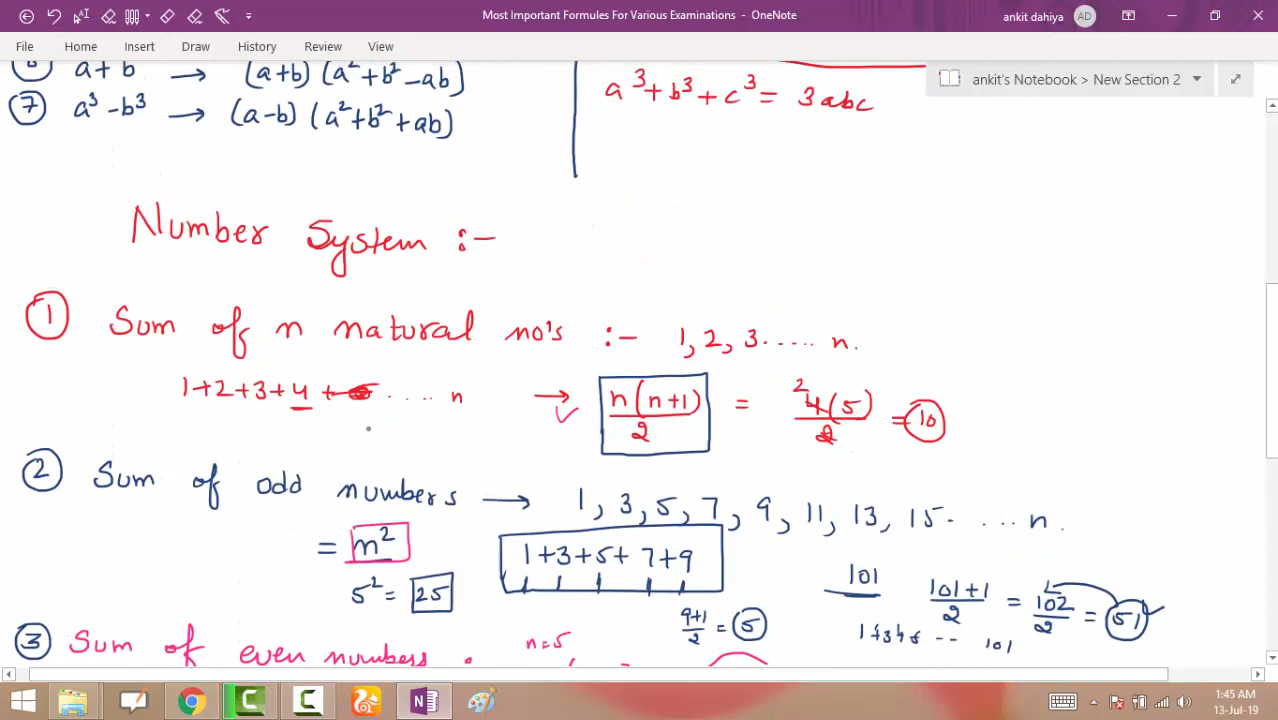 Most Important Formules For Various Examinations - OneNote
ankit dahiya AD
File Home Insert Draw History Review View
ankit's Notebook > New Section 2
a + b → (a+b) (a²+b²-ab)
a³+b³+c³ = 3abc
7 a³-b³ → (a-b) (a²+b²+ab)
Number System :-
1 Sum of n natural no's :- 1, 2, 3..... n.
1+2+3+4 + .... n → n(n+1)/2 = 4(5)/2 = 10
2 Sum of odd numbers → 1, 3, 5, 7, 9, 11, 13, 15- ... n.
= n² 1+3+5+7+9
5² = 25
101 101+1/2 = 102/2 = 51
9+1/2 = 5
101
3 Sum of even numbers : n=5
1:45 AM
13-Jul-19